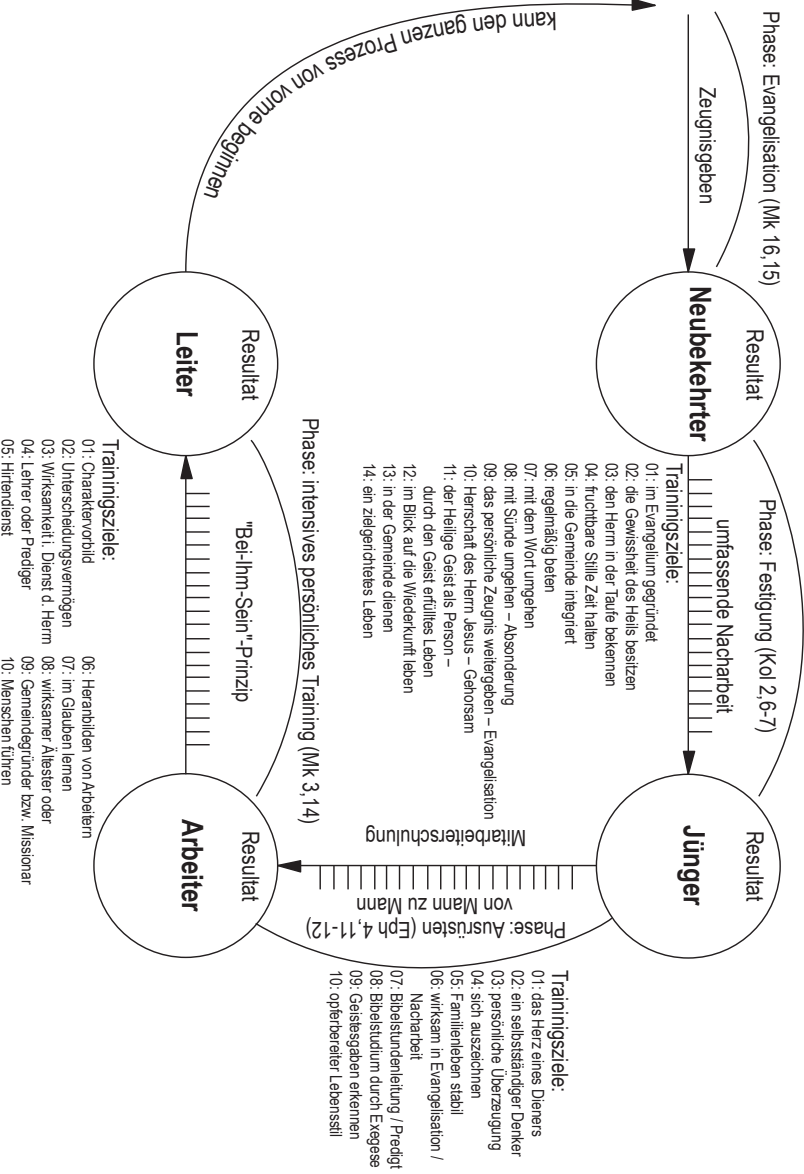 Phase: Evangelisation (Mk 16,15)
Zeugnisgeben
Resultat
Neubekehrter
Phase: Festigung (Kol 2,6-7)
umfassende Nacharbeit
Traininigsziele:
01: im Evangelium gegründet
02: die Gewissheit des Heils besitzen
03: den Herrn in der Taufe bekennen
04: fruchtbare Stille Zeit halten
05: in die Gemeinde integriert
06: regelmäßig beten
07: mit dem Wort umgehen
08: mit Sünde umgehen – Absonderung
09: das persönliche Zeugnis weitergeben – Evangelisation
10: Herrschaft des Herrn Jesus – Gehorsam
11: der Heilige Geist als Person –
durch den Geist erfülltes Leben
12: im Blick auf die Wiederkunft leben
13: in der Gemeinde dienen
14: ein zielgerichtetes Leben
Resultat
Jünger
Phase: Ausrüsten (Eph 4,11-12)
von Mann zu Mann
Mitarbeiterschulung
Traininigsziele:
01: das Herz eines Dieners
02: ein selbstständiger Denker
03: persönliche Überzeugung
04: sich auszeichnen
05: Familienleben stabil
06: wirksam in Evangelisation /
Nacharbeit
07: Bibelstundenleitung / Predigt
08: Bibelstudium durch Exegese
09: Geistesgaben erkennen
10: opferbereiter Lebensstil
Resultat
Arbeiter
Phase: intensives persönliches Training (Mk 3,14)
"Bei-Ihm-Sein"-Prinzip
Traininigsziele:
01: Charaktervorbild
02: Unterscheidungsvermögen
03: Wirksamkeit i. Dienst d. Herrn
04: Lehrer oder Prediger
05: Hirtendienst
06: Heranbilden von Arbeitern
07: im Glauben lernen
08: wirksamer Ältester oder
09: Gemeindegründer bzw. Missionar
10: Menschen führen
Resultat
Leiter
kann den ganzen Prozess von vorne beginnen